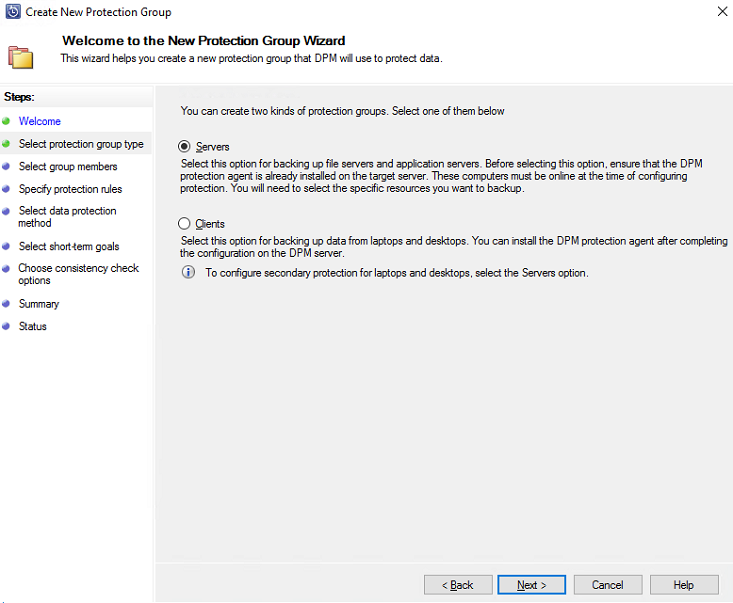 Create New Protection Group
Welcome to the New Protection Group Wizard
This wizard helps you create a new protection group that DPM will use to protect data.
Steps:
Welcome
Select protection group type
Select group members
Specify protection rules
Select data protection
method
Select short-term goals
Choose consistency check
options
Summary
Status
You can create two kinds of protection groups. Select one of them below
Servers
Select this option for backing up file servers and application servers. Before selecting this option, ensure that the DPM
protection agent is already installed on the target server. These computers must be online at the time of configuring
protection. You will need to select the specific resources you want to backup.
Clients
Select this option for backing up data from laptops and desktops. You can install the DPM protection agent after completing
the configuration on the DPM server.
To configure secondary protection for laptops and desktops, select the Servers option.
< Back
Next >
Cancel
Help